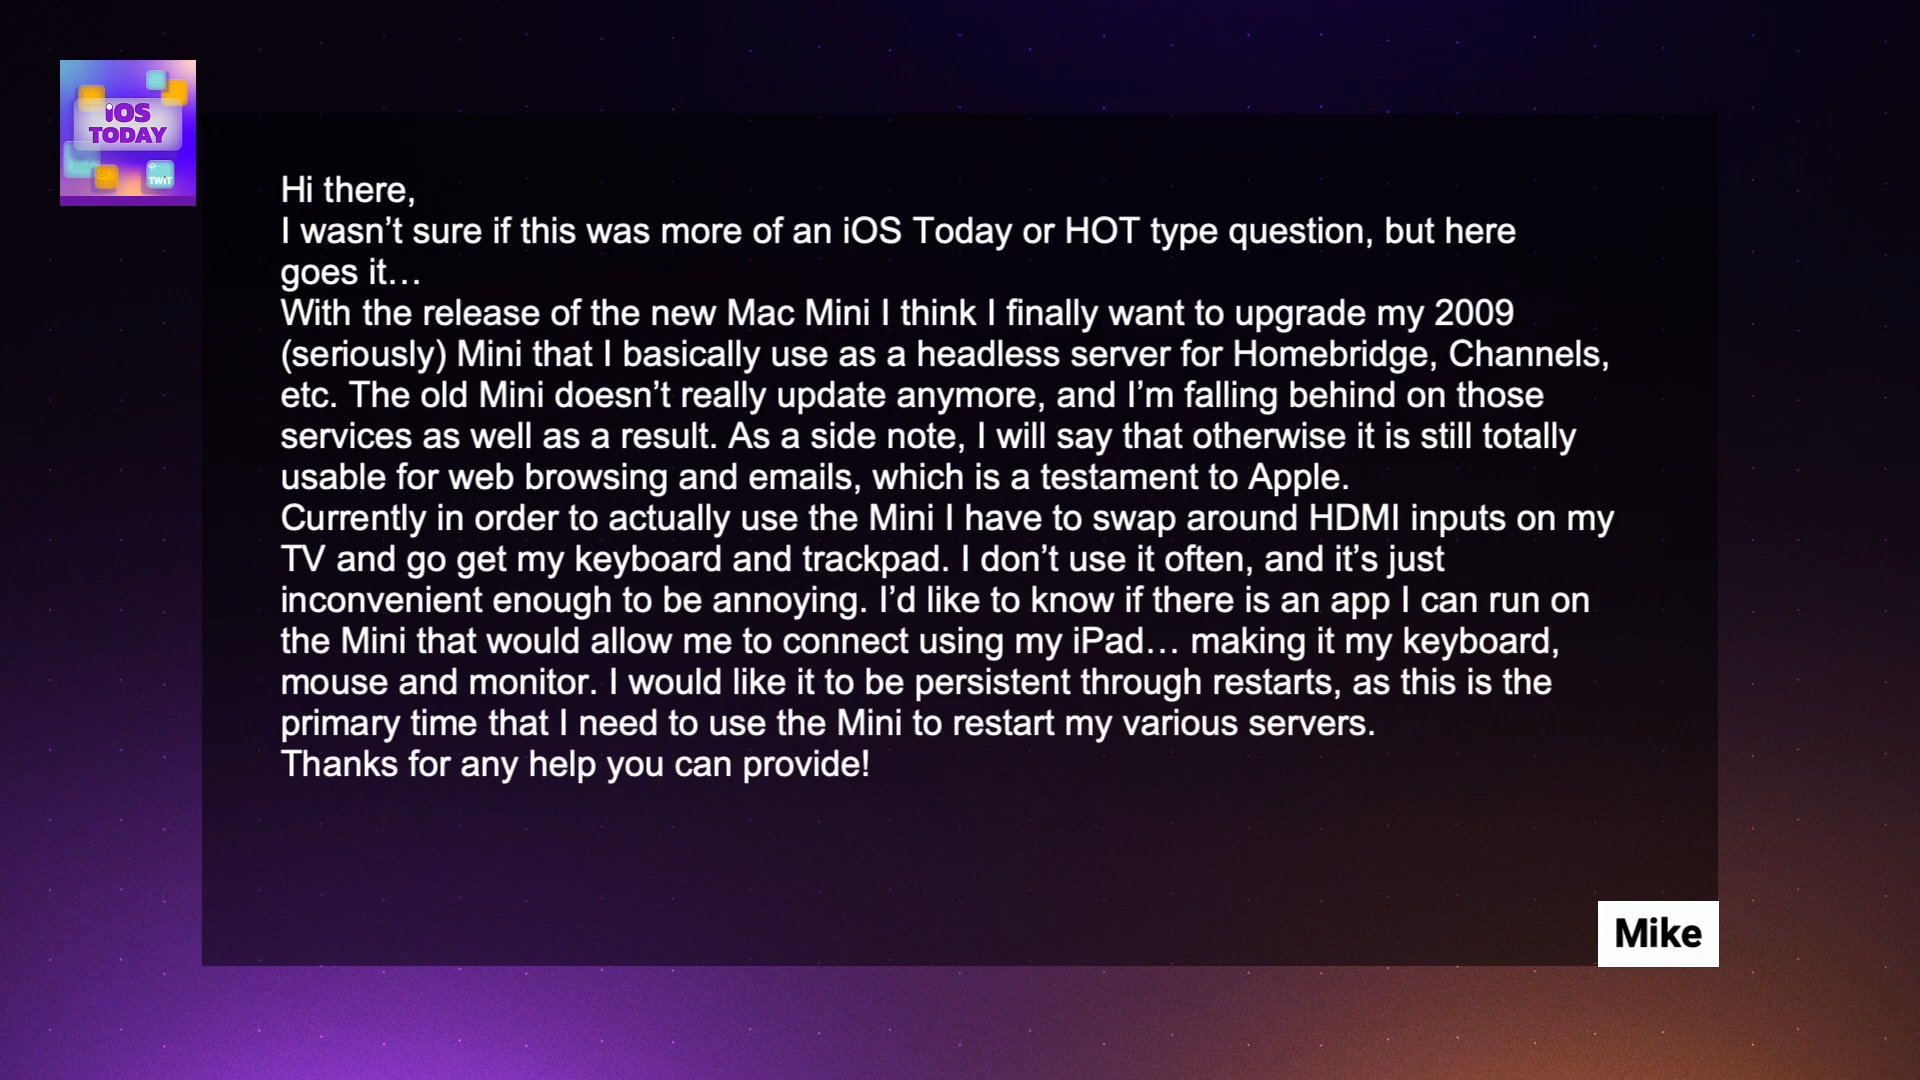 iOS
TODAY
TWiT
Hi there,
I wasn’t sure if this was more of an iOS Today or HOT type question, but here
goes it…
With the release of the new Mac Mini I think I finally want to upgrade my 2009
(seriously) Mini that I basically use as a headless server for Homebridge, Channels,
etc. The old Mini doesn’t really update anymore, and I’m falling behind on those
services as well as a result. As a side note, I will say that otherwise it is still totally
usable for web browsing and emails, which is a testament to Apple.
Currently in order to actually use the Mini I have to swap around HDMI inputs on my
TV and go get my keyboard and trackpad. I don’t use it often, and it’s just
inconvenient enough to be annoying. I’d like to know if there is an app I can run on
the Mini that would allow me to connect using my iPad… making it my keyboard,
mouse and monitor. I would like it to be persistent through restarts, as this is the
primary time that I need to use the Mini to restart my various servers.
Thanks for any help you can provide!
Mike